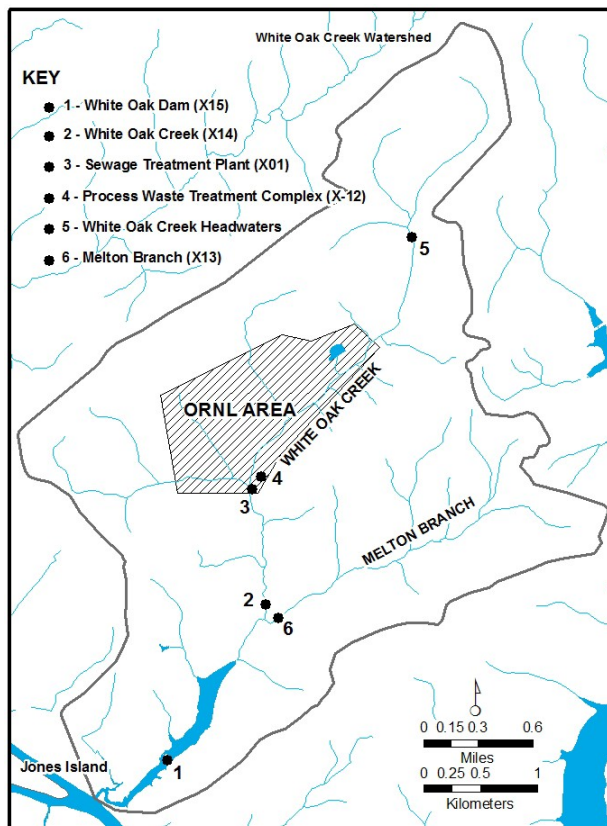 White Oak Creek Watershed
KEY
1 - White Oak Dam (X15)
2 - White Oak Creek (X14)
3 - Sewage Treatment Plant (X01)
4 - Process Waste Treatment Complex (X-12)
5 - White Oak Creek Headwaters
6 - Melton Branch (X13)
5
ORNL AREA
WHITE OAK CREEK
4
3
MELTON BRANCH
2
6
1
Jones Island
0 0.15 0.3 0.6
Miles
0 0.25 0.5 1
Kilometers